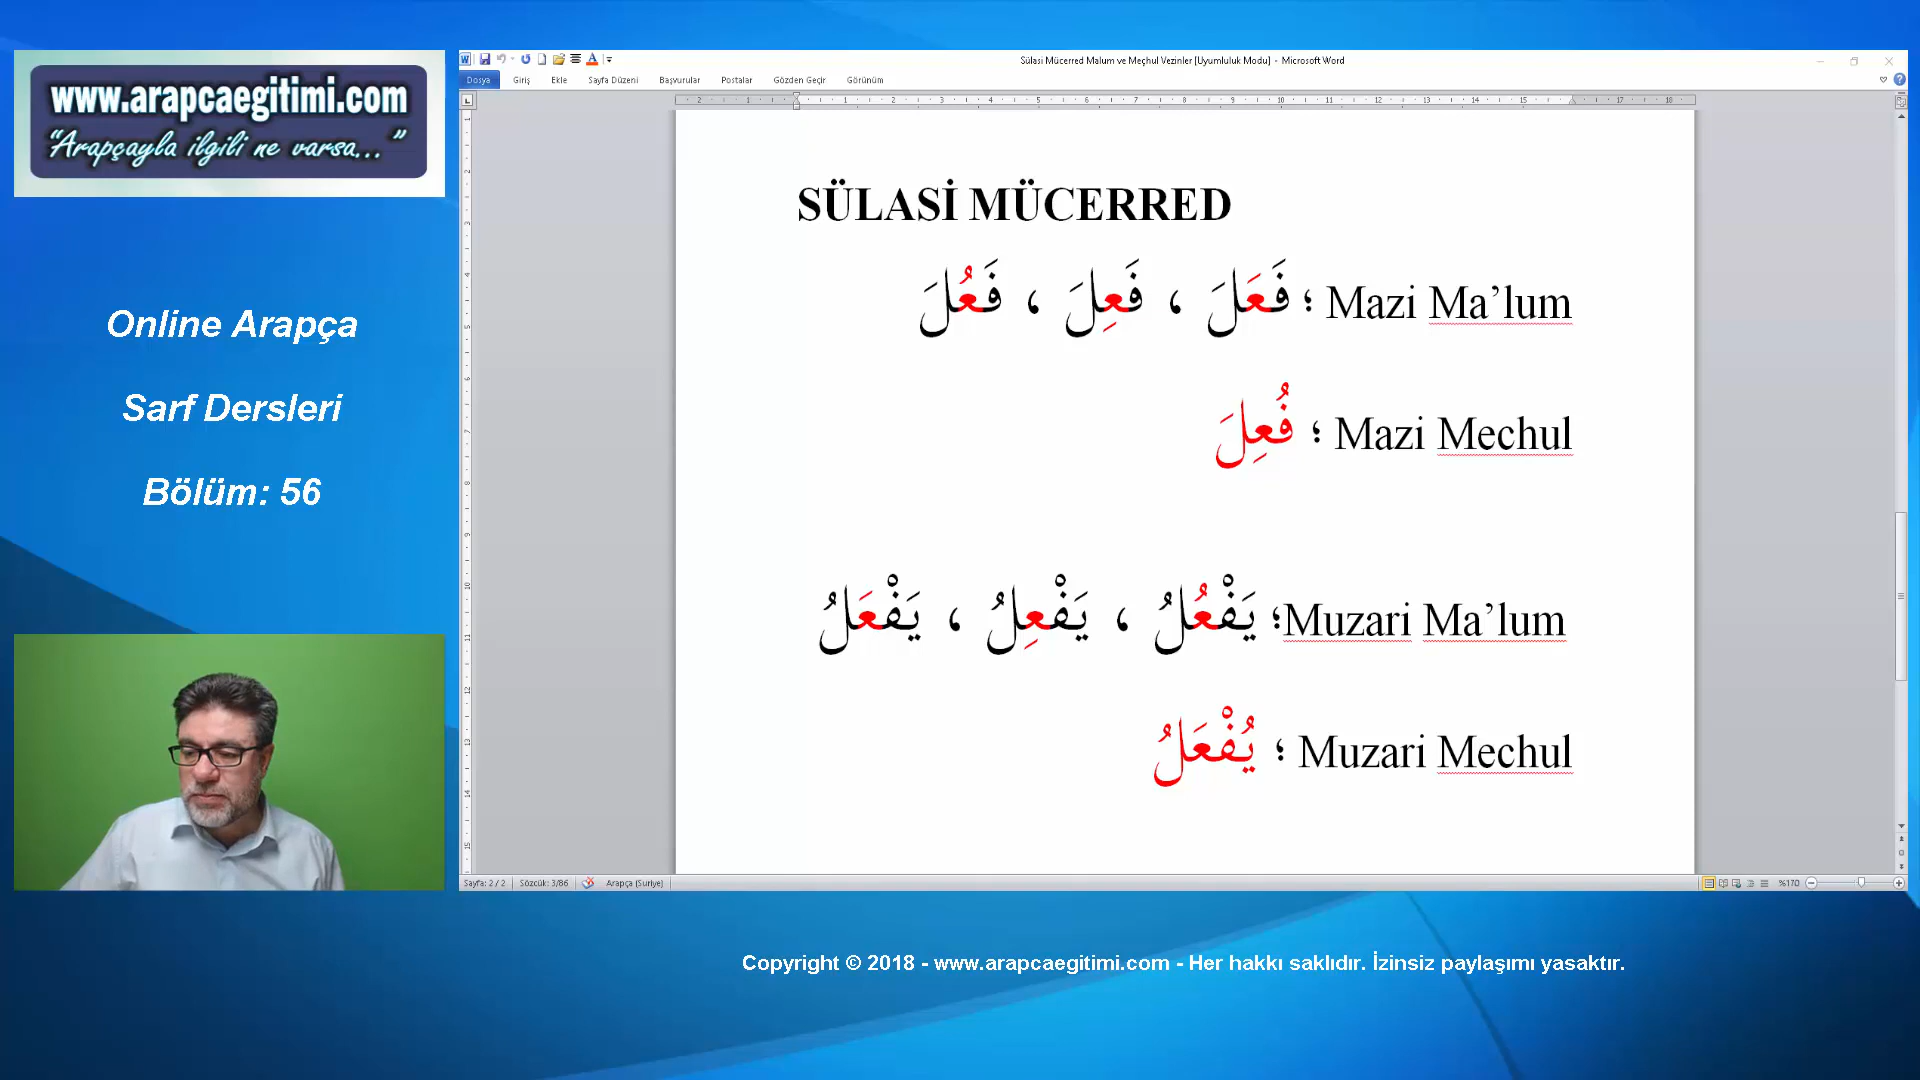 www.arapcaegitimi.com
"Arapçayla ilgili ne varsa..."
Online Arapça
Sarf Dersleri
Bölüm: 56
Sülasi Mücerred Malum ve Meçhul Vezinler [Uyumluluk Modu] - Microsoft Word
Dosya Giriş Ekle Sayfa Düzeni Başvurular Postalar Gözden Geçir Görünüm
SÜLASİ MÜCERRED
Mazi Ma’lum ؛ فَعَلَ ، فَعِلَ ، فَعُلَ
Mazi Mechul ؛ فُعِلَ
Muzari Ma’lum ؛ يَفْعُلُ ، يَفْعِلُ ، يَفْعَلُ
Muzari Mechul ؛ يُفْعَلُ
Sayfa: 2 / 2 Sözcük: 3/86 Arapça (Suriye) %170
Copyright © 2018 - www.arapcaegitimi.com - Her hakkı saklıdır. İzinsiz paylaşımı yasaktır.